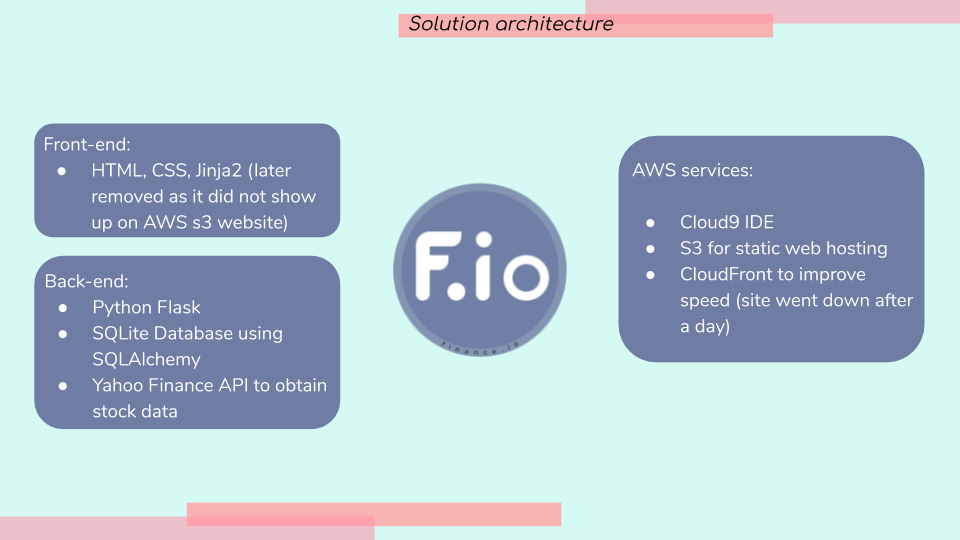 Solution architecture
Front-end:
● HTML, CSS, Jinja2 (later
removed as it did not show
up on AWS s3 website)
Back-end:
● Python Flask
● SQLite Database using
SQLAlchemy
● Yahoo Finance API to obtain
stock data
F.io
finance.io
AWS services:
● Cloud9 IDE
● S3 for static web hosting
● CloudFront to improve
speed (site went down after
a day)